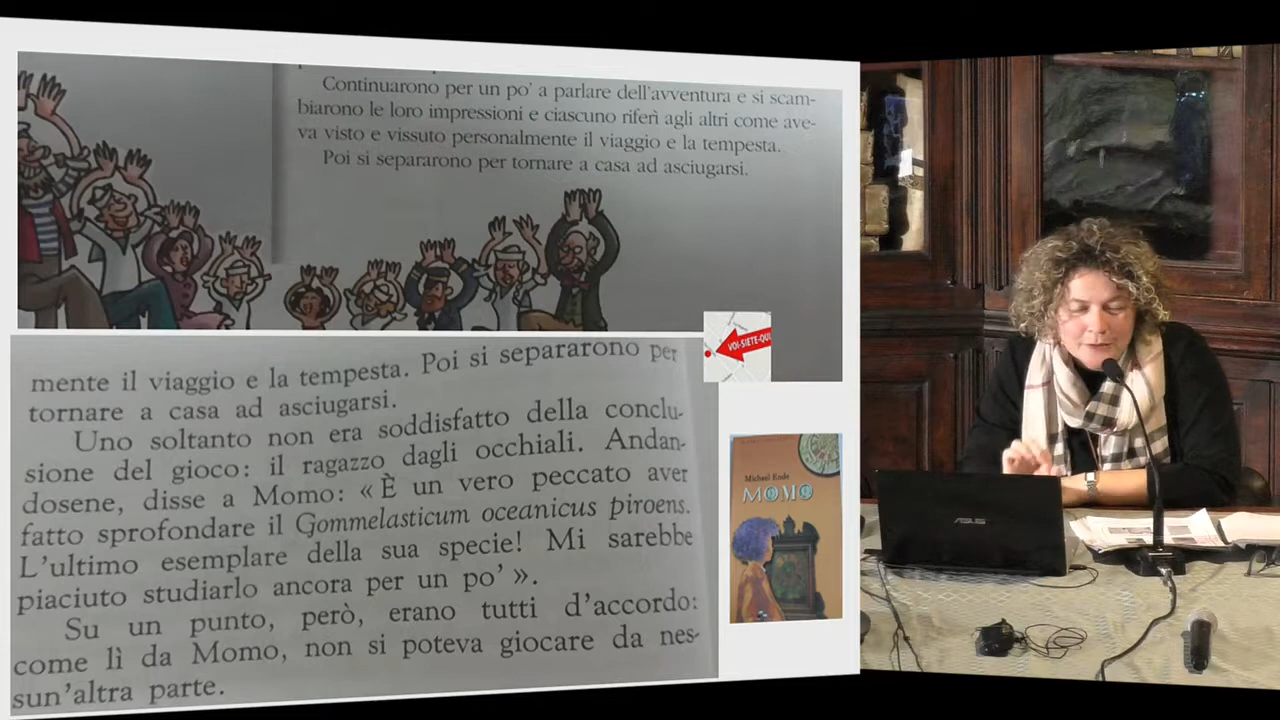 Continuarono per un po' a parlare dell'avventura e si scam-
biarono le loro impressioni e ciascuno riferì agli altri come ave-
va visto e vissuto personalmente il viaggio e la tempesta.
Poi si separarono per tornare a casa ad asciugarsi.
VOI-SIETE-QUI
mente il viaggio e la tempesta. Poi si separarono per
tornare a casa ad asciugarsi.
Uno soltanto non era soddisfatto della conclu-
sione del gioco: il ragazzo dagli occhiali. Andan-
dosene, disse a Momo: «È un vero peccato aver
fatto sprofondare il Gommelasticum oceanicus piroens.
L'ultimo esemplare della sua specie! Mi sarebbe
piaciuto studiarlo ancora per un po'».
Su un punto, però, erano tutti d'accordo:
come lì da Momo, non si poteva giocare da nes-
sun'altra parte.
Michael Ende
MOMO
ASUS